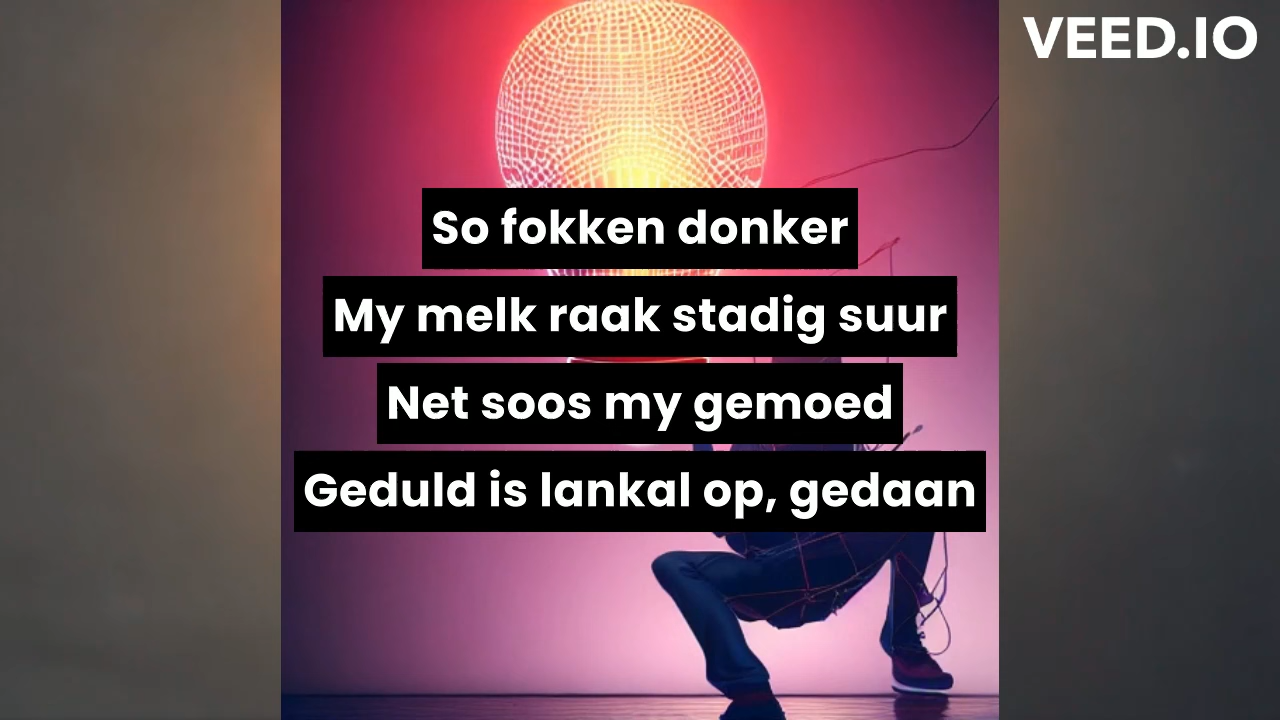 VEED.IO
So fokken donker
My melk raak stadig suur
Net soos my gemoed
Geduld is lankal op, gedaan